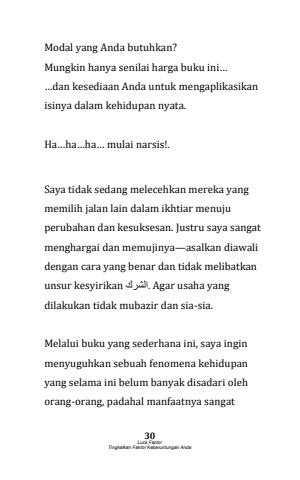 Modal yang Anda butuhkan?
Mungkin hanya senilai harga buku ini…
…dan kesediaan Anda untuk mengaplikasikan
isinya dalam kehidupan nyata.
Ha…ha…ha… mulai narsis!.
Saya tidak sedang melecehkan mereka yang
memilih jalan lain dalam ikhtiar menuju
perubahan dan kesuksesan. Justru saya sangat
menghargai dan memujinya—asalkan diawali
dengan cara yang benar dan tidak melibatkan
unsur kesyirikan الشرك. Agar usaha yang
dilakukan tidak mubazir dan sia-sia.
Melalui buku yang sederhana ini, saya ingin
menyuguhkan sebuah fenomena kehidupan
yang selama ini belum banyak disadari oleh
orang-orang, padahal manfaatnya sangat
30
Luck Factor
Tingkatkan Faktor Keberuntungan Anda